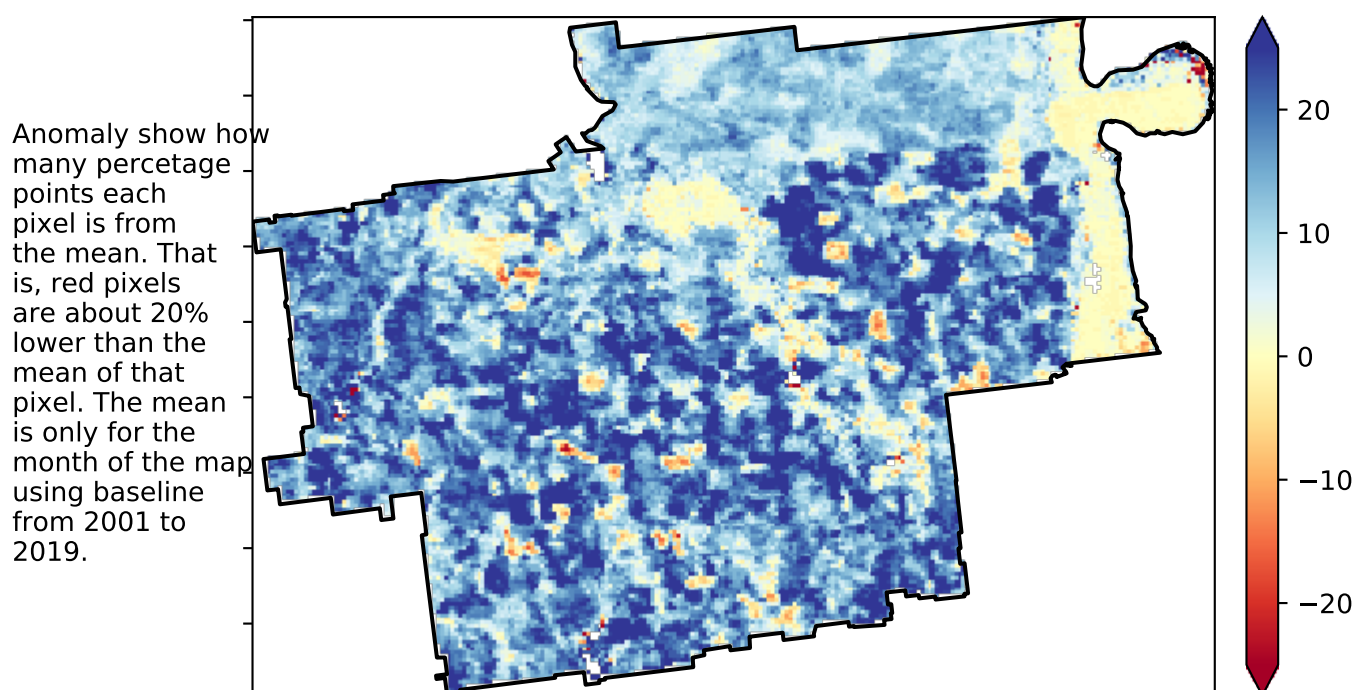 Anomaly show how
many percetage
points each
pixel is from
the mean. That
is, red pixels
are about 20%
lower than the
mean of that
pixel. The mean
is only for the
month of the map
using baseline
from 2001 to
2019.
20
10
0
−10
−20